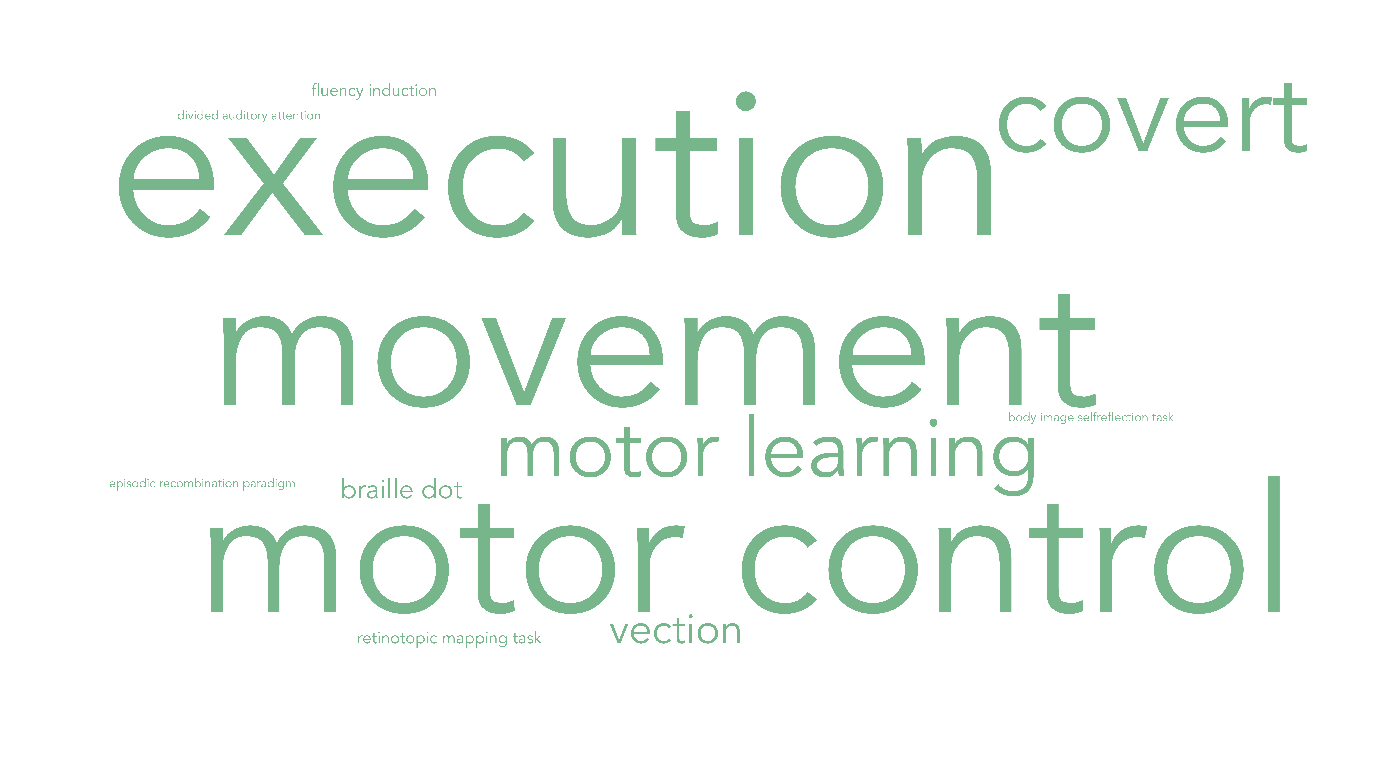 fluency induction
covert
divided auditory attention
execution
movement
body image selfreflection task
motor learning
episodic recombination paradigm
braille dot
motor control
vection
retinotopic mapping task